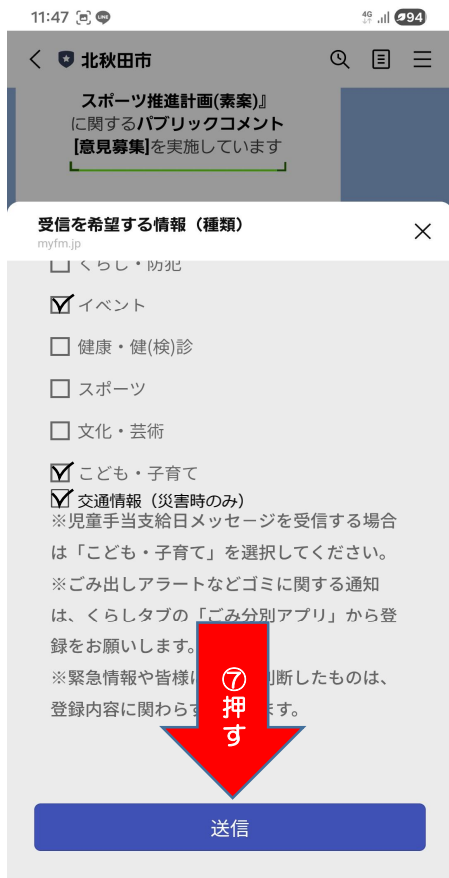 11:47
4G
94
北秋田市
スポーツ推進計画(素案)』
に関するパブリックコメント
[意見募集]を実施しています
受信を希望する情報（種類）
myfm.jp
くらし・防犯
イベント
健康・健(検)診
スポーツ
文化・芸術
こども・子育て
交通情報（災害時のみ）
※児童手当支給日メッセージを受信する場合
は「こども・子育て」を選択してください。
※ごみ出しアラートなどゴミに関する通知
は、くらしタブの「ごみ分別アプリ」から登
録をお願いします。
※緊急情報や皆様に 判断したものは、
登録内容に関わらず ます。
⑦
押
す
送信